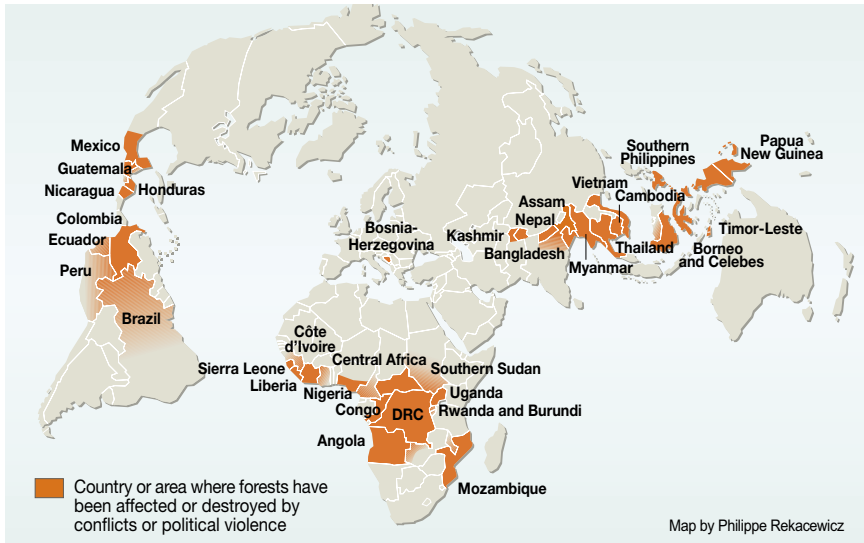 Mexico
Guatemala
Nicaragua
Honduras
Colombia
Ecuador
Peru
Brazil
Bosnia-
Herzegovina
Côte
d'Ivoire
Sierra Leone
Liberia
Nigeria
Central Africa
Southern Sudan
Uganda
Congo
DRC
Rwanda and Burundi
Angola
Mozambique
Kashmir
Assam
Nepal
Bangladesh
Myanmar
Vietnam
Cambodia
Thailand
Southern
Philippines
Papua
New Guinea
Timor-Leste
Borneo
and Celebes
Country or area where forests have
been affected or destroyed by
conflicts or political violence
Map by Philippe Rekacewicz